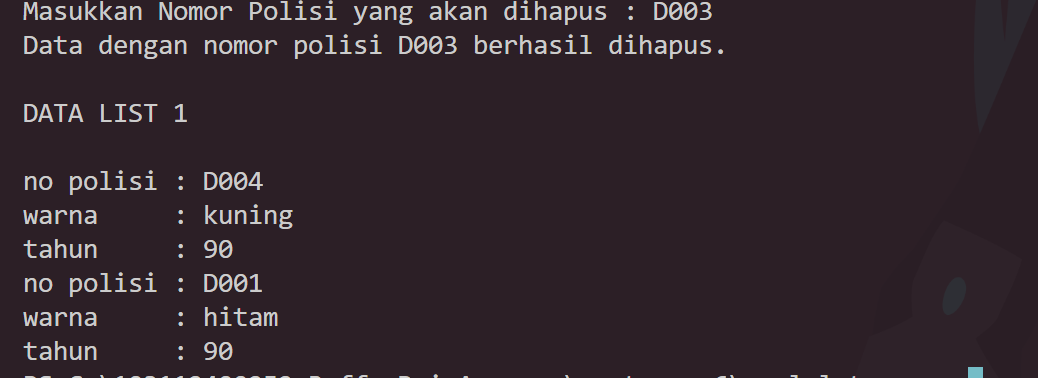 Masukkan Nomor Polisi yang akan dihapus : D003
Data dengan nomor polisi D003 berhasil dihapus.
DATA LIST 1
no polisi : D004
warna     : kuning
tahun     : 90
no polisi : D001
warna     : hitam
tahun     : 90